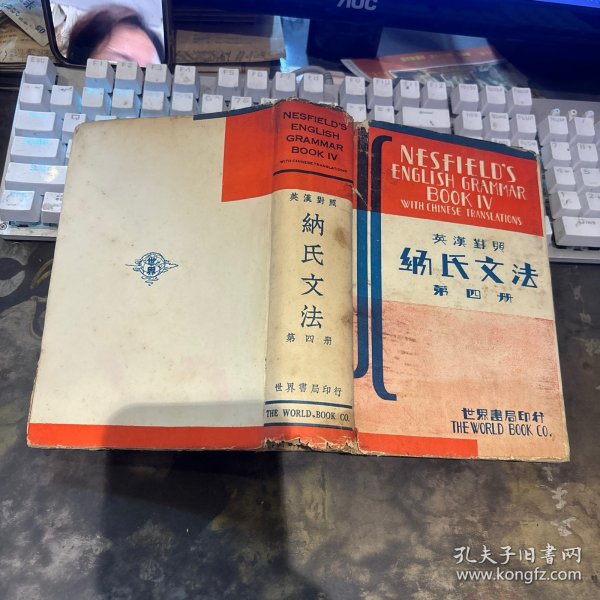 AOC
NESFIELD'S
ENGLISH
GRAMMAR
BOOK IV
WITH CHINESE TRANSLATIONS
英漢對照
納氏文法
第四册
世界書局印行
THE WORLD BOOK CO.
NESFIELD'S
ENGLISH GRAMMAR
BOOK IV
WITH CHINESE TRANSLATIONS
英漢對照
納氏文法
第四册
世界書局印行
THE WORLD BOOK CO.
世界
孔夫子旧书网
www.kongfz.com